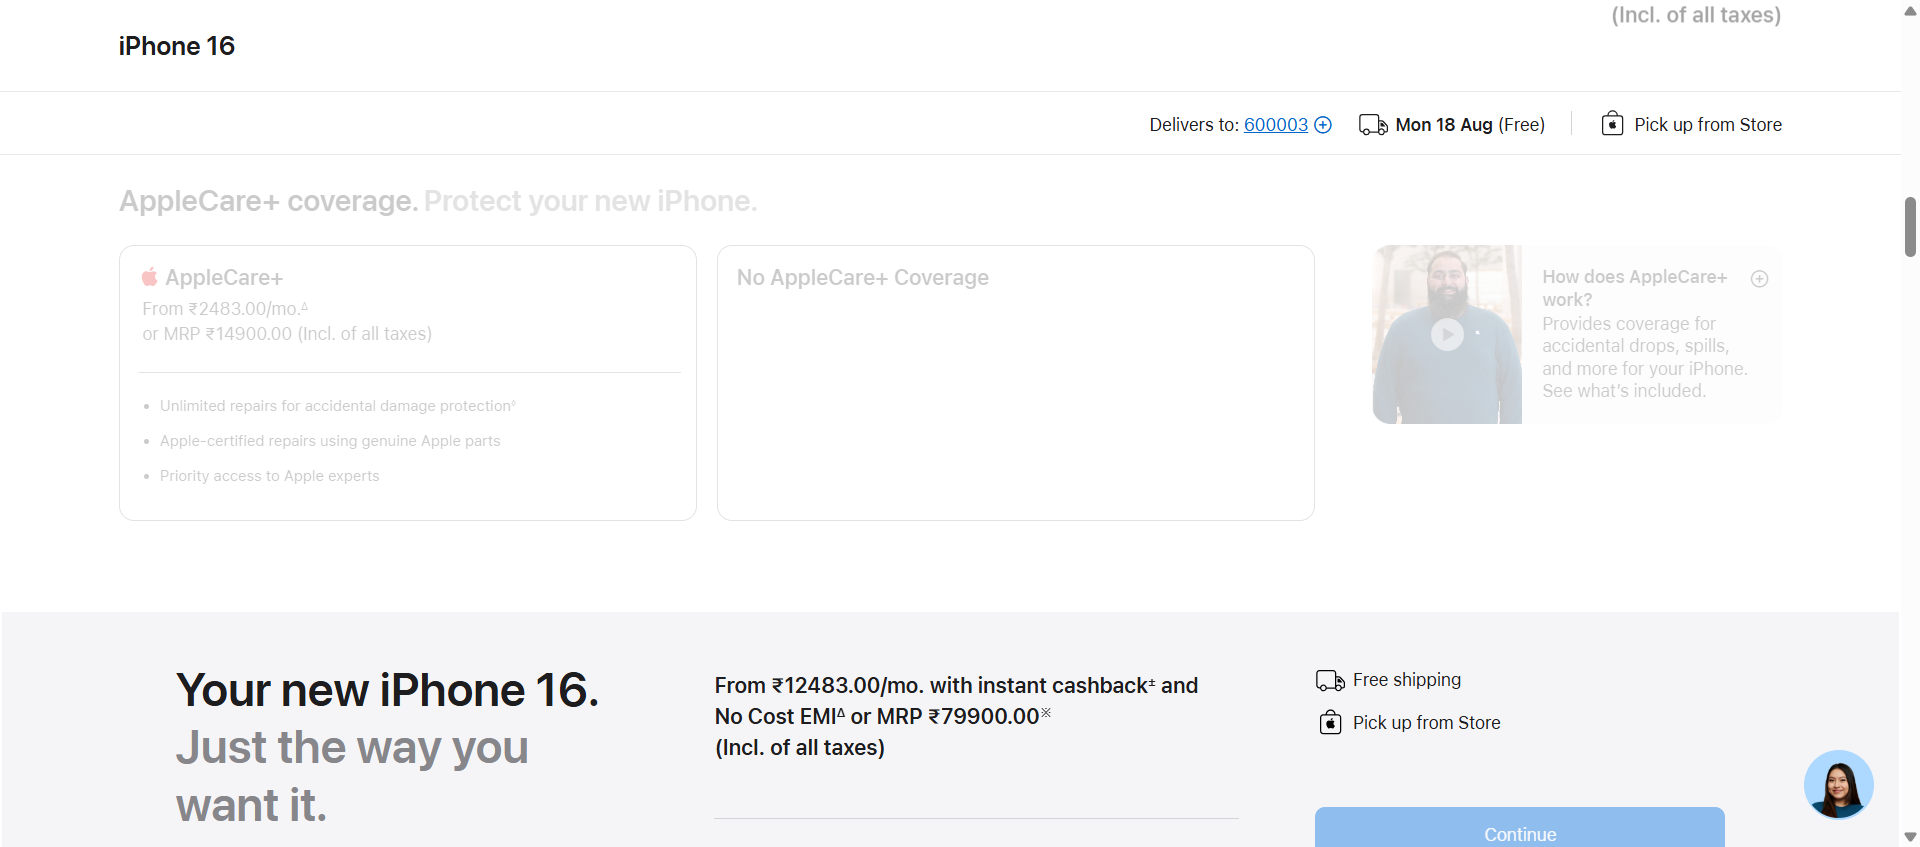 (Incl. of all taxes)
iPhone 16
Delivers to: 600003
Mon 18 Aug (Free)
Pick up from Store
AppleCare+ coverage. Protect your new iPhone.
AppleCare+
From ₹2483.00/mo.∆
or MRP ₹14900.00 (Incl. of all taxes)
• Unlimited repairs for accidental damage protection◊
• Apple-certified repairs using genuine Apple parts
• Priority access to Apple experts
No AppleCare+ Coverage
How does AppleCare+
work?
Provides coverage for
accidental drops, spills,
and more for your iPhone.
See what's included.
Your new iPhone 16.
Just the way you
want it.
From ₹12483.00/mo. with instant cashback± and
No Cost EMI∆ or MRP ₹79900.00※
(Incl. of all taxes)
Free shipping
Pick up from Store
Continue